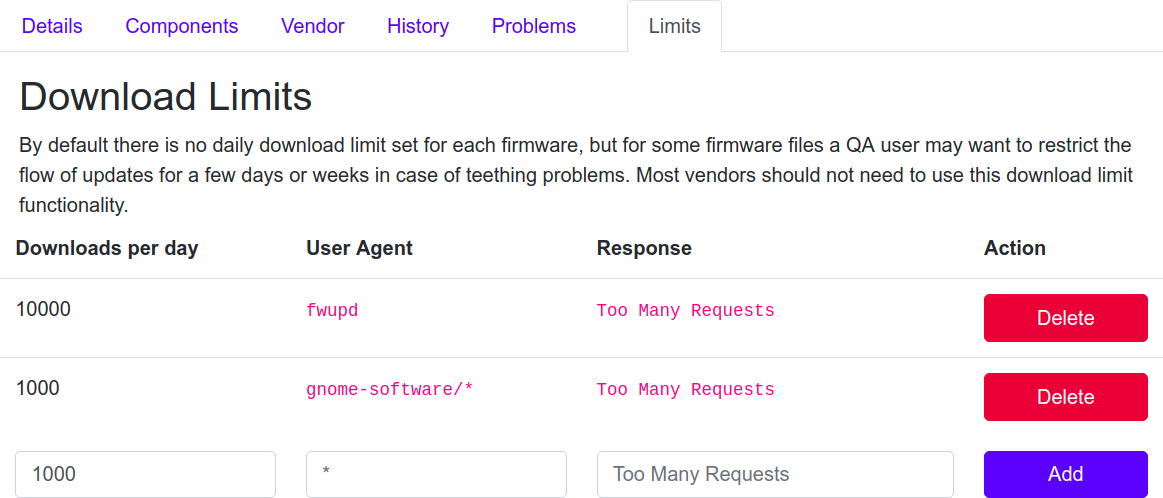 Details Components Vendor History Problems Limits
Download Limits
By default there is no daily download limit set for each firmware, but for some firmware files a QA user may want to restrict the
flow of updates for a few days or weeks in case of teething problems. Most vendors should not need to use this download limit
functionality.
Downloads per day User Agent Response Action
10000 fwupd Too Many Requests Delete
1000 gnome-software/* Too Many Requests Delete
1000 * Too Many Requests Add